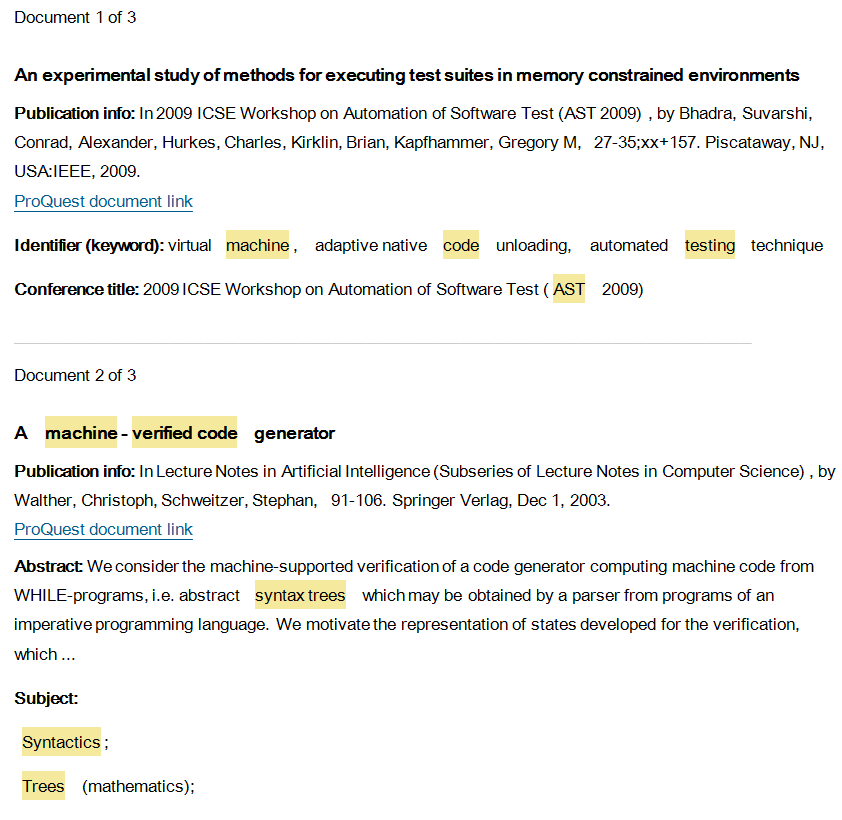 Document 1 of 3
An experimental study of methods for executing test suites in memory constrained environments
Publication info: In 2009 ICSE Workshop on Automation of Software Test (AST 2009) , by Bhadra, Suvarshi,
Conrad, Alexander, Hurkes, Charles, Kirklin, Brian, Kapfhammer, Gregory M, 27-35;xx+157. Piscataway, NJ,
USA:IEEE, 2009.
ProQuest document link
Identifier (keyword): virtual machine , adaptive native code unloading, automated testing technique
Conference title: 2009 ICSE Workshop on Automation of Software Test ( AST 2009)
Document 2 of 3
A machine - verified code generator
Publication info: In Lecture Notes in Artificial Intelligence (Subseries of Lecture Notes in Computer Science) , by
Walther, Christoph, Schweitzer, Stephan, 91-106. Springer Verlag, Dec 1, 2003.
ProQuest document link
Abstract: We consider the machine-supported verification of a code generator computing machine code from
WHILE-programs, i.e. abstract syntax trees which may be obtained by a parser from programs of an
imperative programming language. We motivate the representation of states developed for the verification,
which ...
Subject:
Syntactics ;
Trees (mathematics);